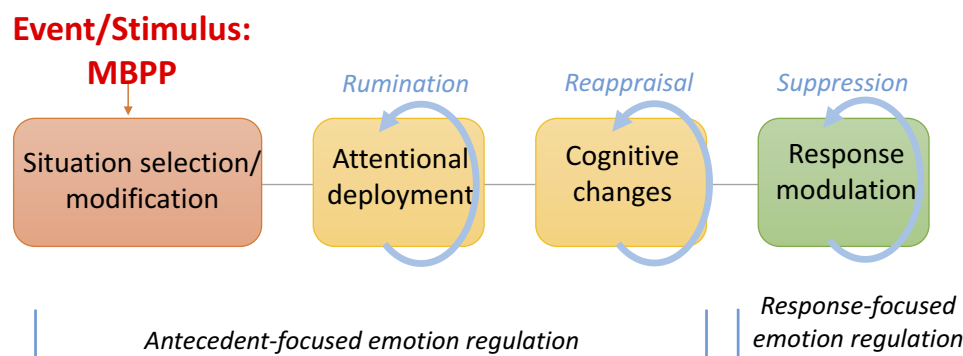 Event/Stimulus:
MBPP
Rumination
Reappraisal
Suppression
Situation selection/
modification
Attentional
deployment
Cognitive
changes
Response
modulation
Antecedent-focused emotion regulation
Response-focused
emotion regulation